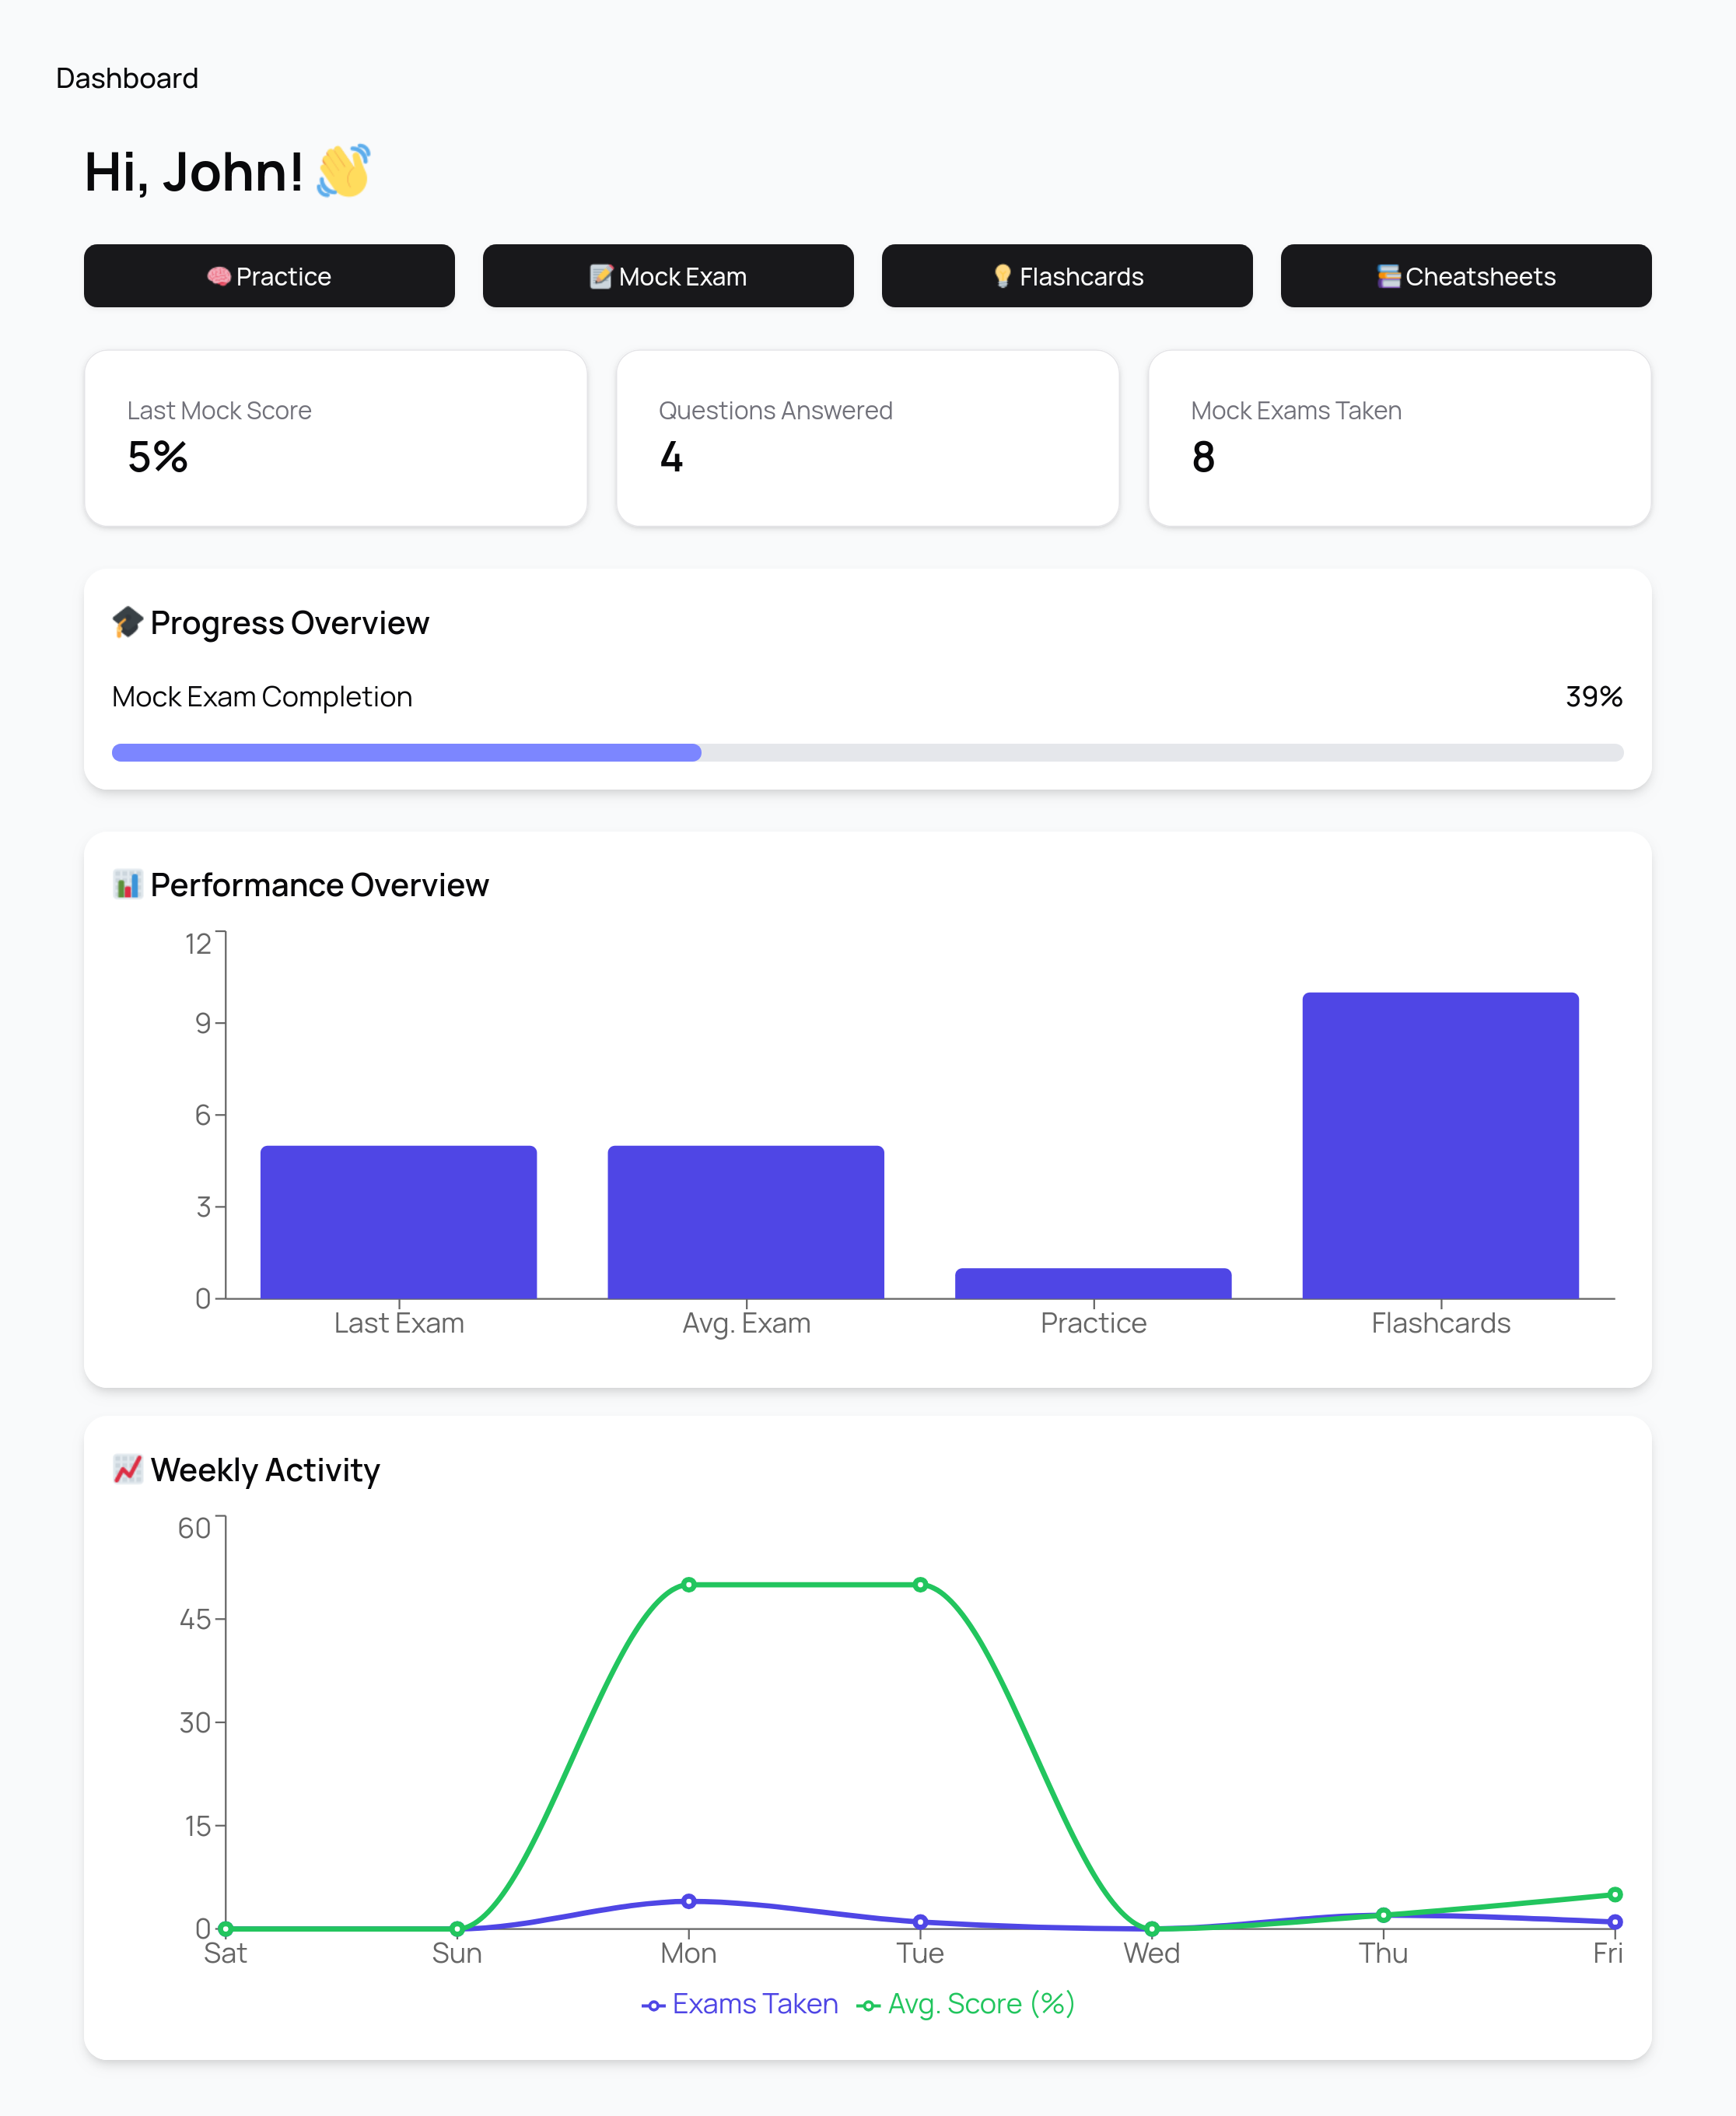 Dashboard
Hi, John! 👋
🧠 Practice
📝 Mock Exam
💡 Flashcards
📚 Cheatsheets
Last Mock Score
5%
Questions Answered
4
Mock Exams Taken
8
🎓 Progress Overview
Mock Exam Completion 39%
📊 Performance Overview
12
9
6
3
0
Last Exam Avg. Exam Practice Flashcards
📈 Weekly Activity
60
45
30
15
0
Sat Sun Mon Tue Wed Thu Fri
Exams Taken Avg. Score (%)